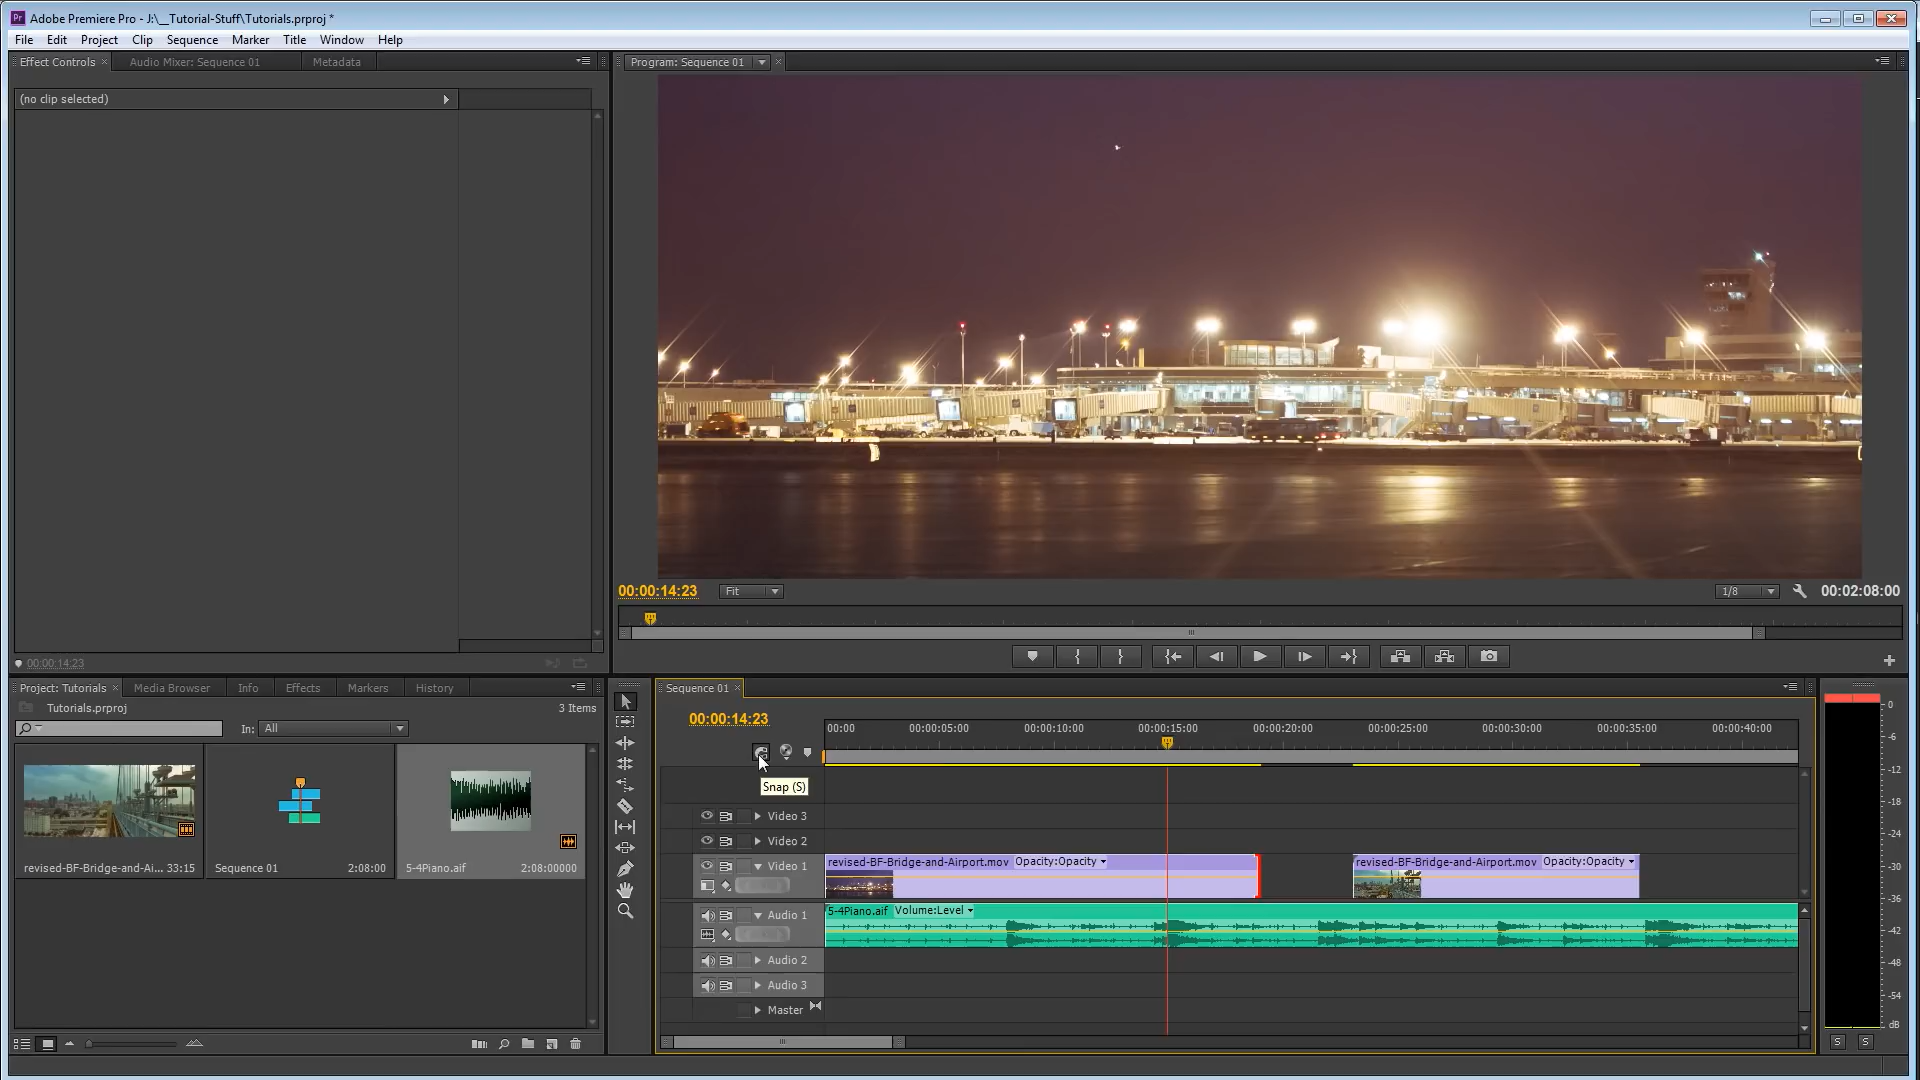 Pr Adobe Premiere Pro - J:\__Tutorial-Stuff\Tutorials.prproj *
File Edit Project Clip Sequence Marker Title Window Help
Effect Controls Audio Mixer: Sequence 01 Metadata
Program: Sequence 01
(no clip selected)
00:00:14:23 Fit 1/8 00:02:08:00
00:00:14:23
Project: Tutorials Media Browser Info Effects Markers History
Tutorials.prproj 3 Items
In: All
revised-BF-Bridge-and-Ai... 33:15
Sequence 01 2:08:00
5-4Piano.aif 2:08:00000
Sequence 01
00:00:14:23
00:00 00:00:05:00 00:00:10:00 00:00:15:00 00:00:20:00 00:00:25:00 00:00:30:00 00:00:35:00 00:00:40:00
Snap (S)
Video 3
Video 2
Video 1
revised-BF-Bridge-and-Airport.mov Opacity:Opacity
revised-BF-Bridge-and-Airport.mov Opacity:Opacity
Audio 1
5-4Piano.aif Volume:Level
Audio 2
Audio 3
Master
0
-6
-12
-18
-24
-30
-36
-42
-48
-54
dB
S S